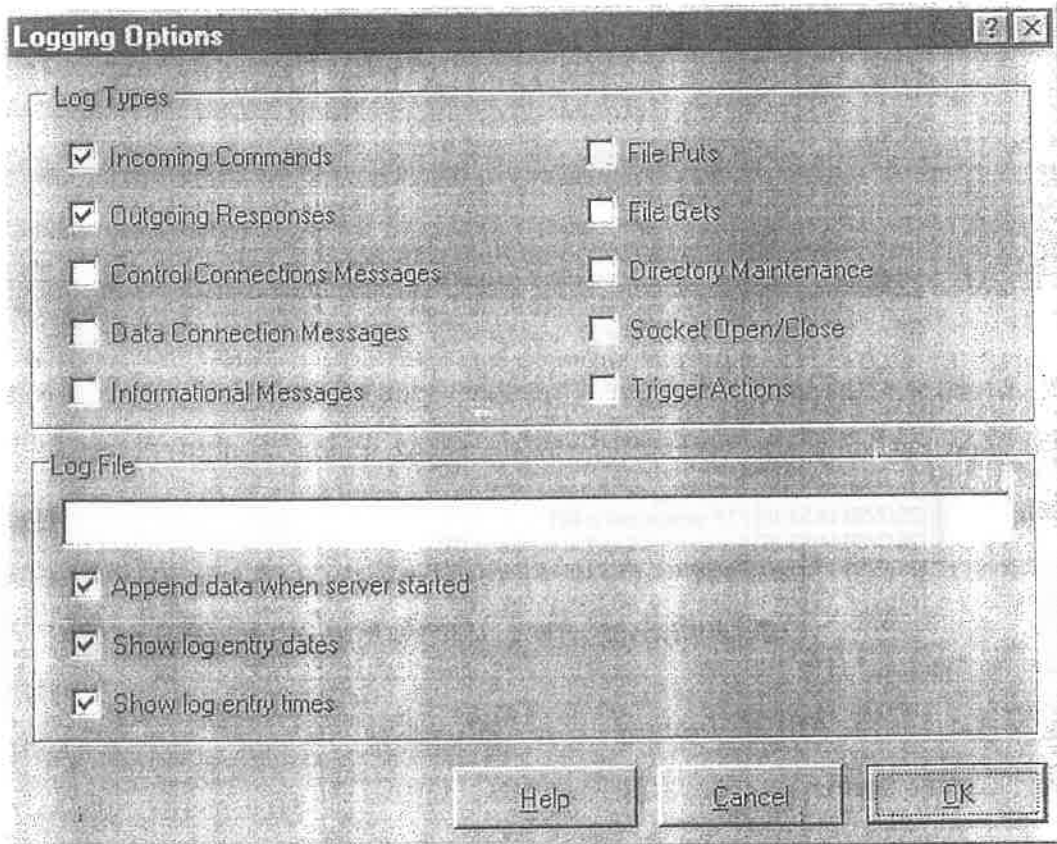 Logging Options
Log Types
Incoming Commands
Outgoing Responses
Control Connections Messages
Data Connection Messages
Informational Messages
File Puts
File Gets
Directory Maintenance
Socket Open/Close
Trigger Actions
Log File
Append data when server started
Show log entry dates
Show log entry times
Help
Cancel
OK